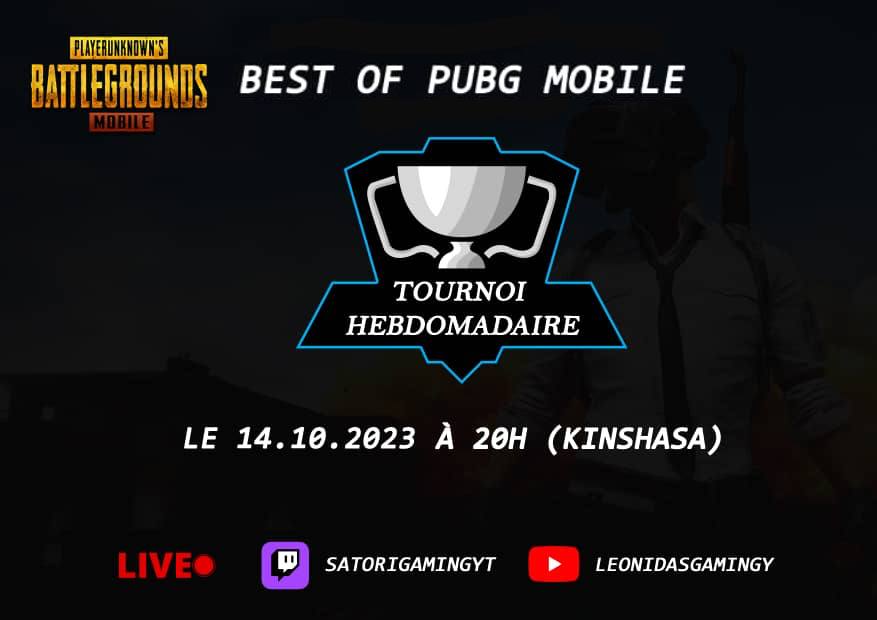 PLAYERUNKNOWN'S
BATTLEGROUNDS
MOBILE
BEST OF PUBG MOBILE
TOURNOI
HEBDOMADAIRE
LE 14.10.2023 À 20H (KINSHASA)
LIVE
SATORIGAMINGYT
LEONIDASGAMINGY